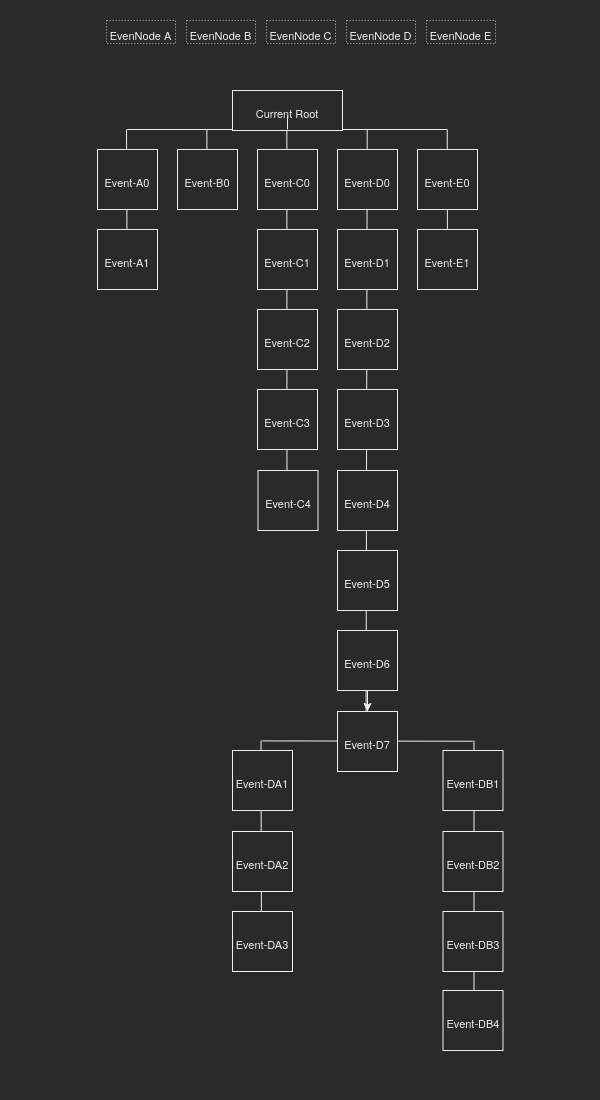 EvenNode A
EvenNode B
EvenNode C
EvenNode D
EvenNode E
Current Root
Event-A0
Event-B0
Event-C0
Event-D0
Event-E0
Event-A1
Event-C1
Event-D1
Event-E1
Event-C2
Event-D2
Event-C3
Event-D3
Event-C4
Event-D4
Event-D5
Event-D6
Event-D7
Event-DA1
Event-DB1
Event-DA2
Event-DB2
Event-DA3
Event-DB3
Event-DB4